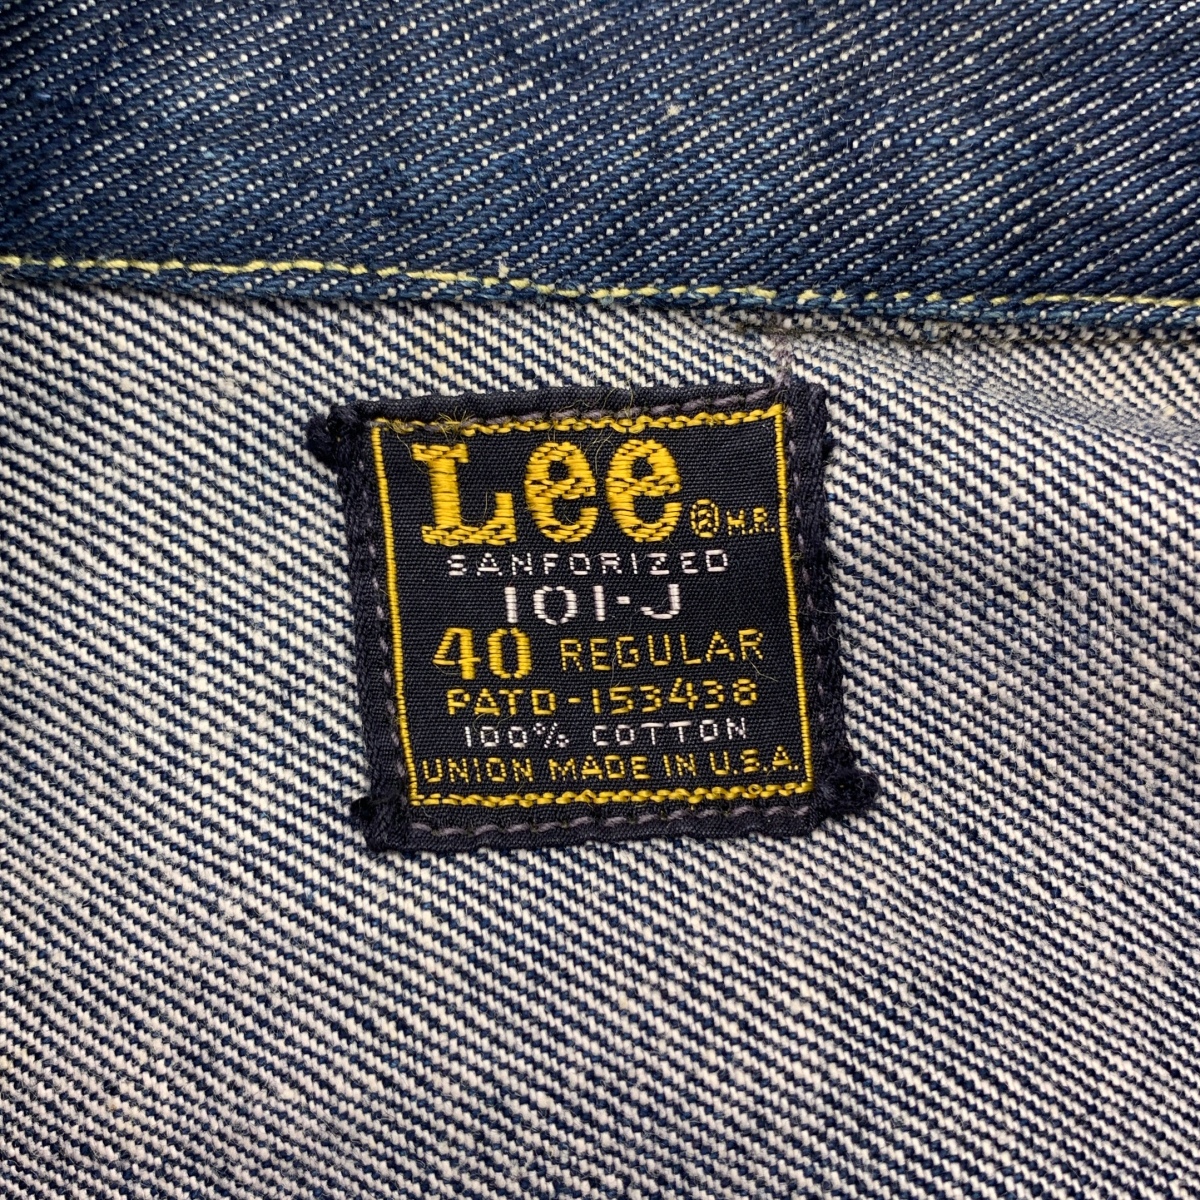 Lee ® M.R.
SANFORIZED
101-J
40 REGULAR
PATD-153438
100% COTTON
UNION MADE IN U.S.A.